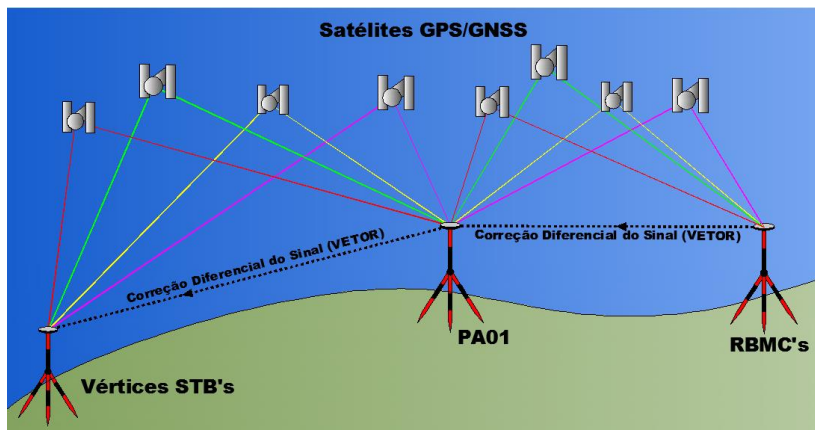 Satélites GPS/GNSS
Correção Diferencial do Sinal (VETOR)
Correção Diferencial do Sinal (VETOR)
PA01
RBMC's
Vértices STB's